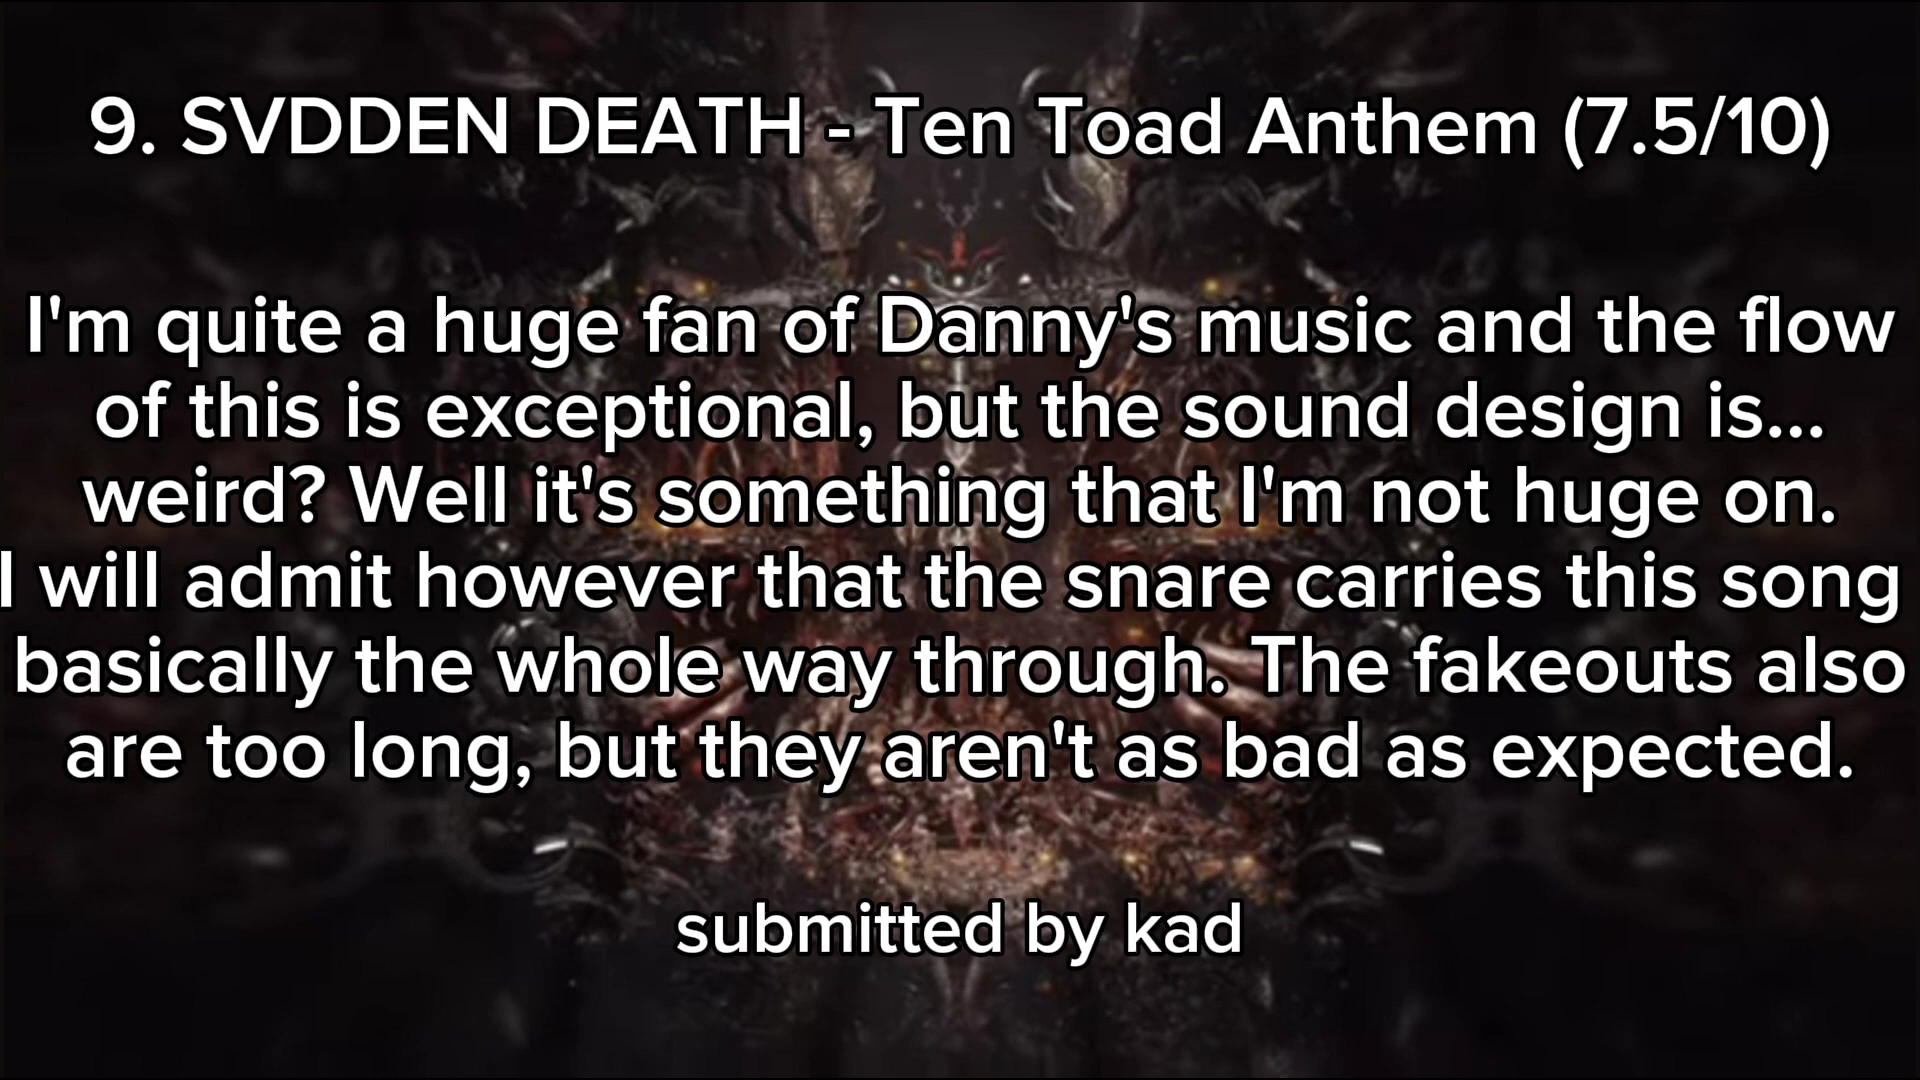 9. SVDDEN DEATH - Ten Toad Anthem (7.5/10)
I'm quite a huge fan of Danny's music and the flow
of this is exceptional, but the sound design is...
weird? Well it's something that I'm not huge on.
I will admit however that the snare carries this song
basically the whole way through. The fakeouts also
are too long, but they aren't as bad as expected.
submitted by kad